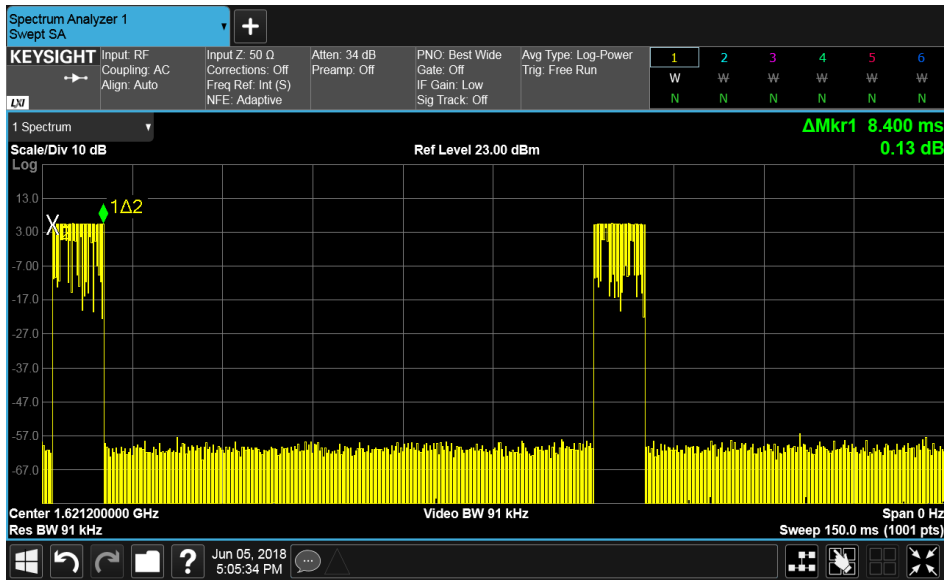 Spectrum Analyzer 1
Swept SA
KEYSIGHT
LXI
Input: RF
Coupling: AC
Align: Auto
Input Z: 50 Ω
Corrections: Off
Freq Ref: Int (S)
NFE: Adaptive
Atten: 34 dB
Preamp: Off
PNO: Best Wide
Gate: Off
IF Gain: Low
Sig Track: Off
Avg Type: Log-Power
Trig: Free Run
1 2 3 4 5 6
W W W W W W
N N N N N N
1 Spectrum
ΔMkr1 8.400 ms
0.13 dB
Scale/Div 10 dB
Ref Level 23.00 dBm
Log
13.0
3.00
-7.00
-17.0
-27.0
-37.0
-47.0
-57.0
-67.0
1Δ2
X2
Center 1.621200000 GHz
Video BW 91 kHz
Span 0 Hz
Res BW 91 kHz
Sweep 150.0 ms (1001 pts)
?
Jun 05, 2018
5:05:34 PM